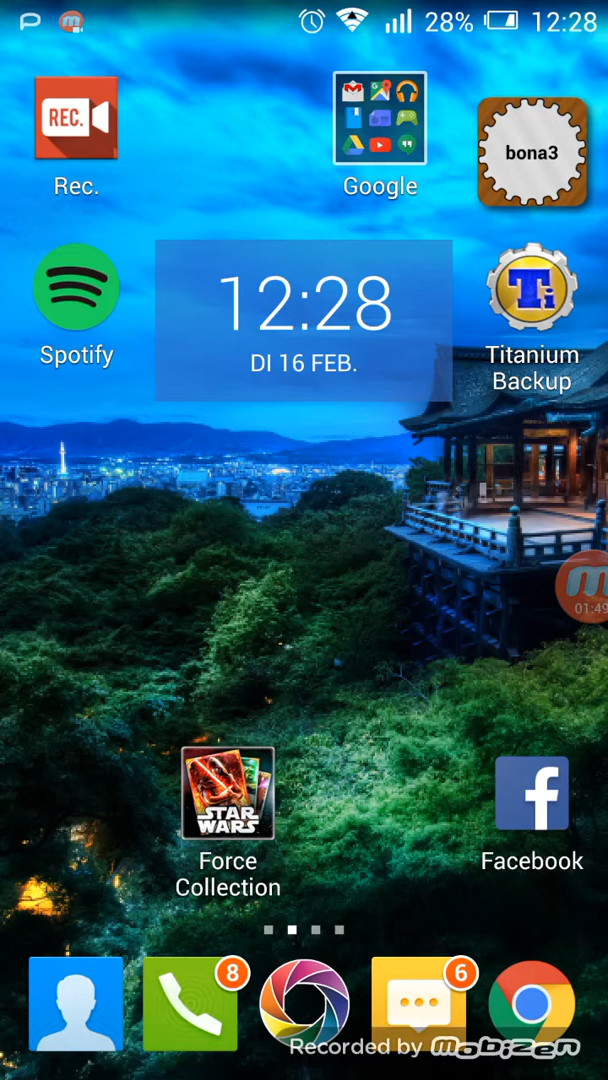 28% 12:28
REC.
bona3
Rec.
Google
12:28
DI 16 FEB.
Ti
Spotify
Titanium
Backup
m
01:49
STAR
WARS
f
Force
Collection
Facebook
8
6
Recorded by mobizen